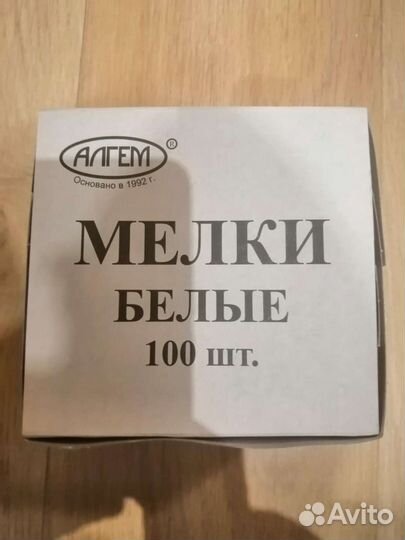 АЛГЕМ®
Основано в 1992 г.
МЕЛКИ
БЕЛЫЕ
100 шт.
Avito